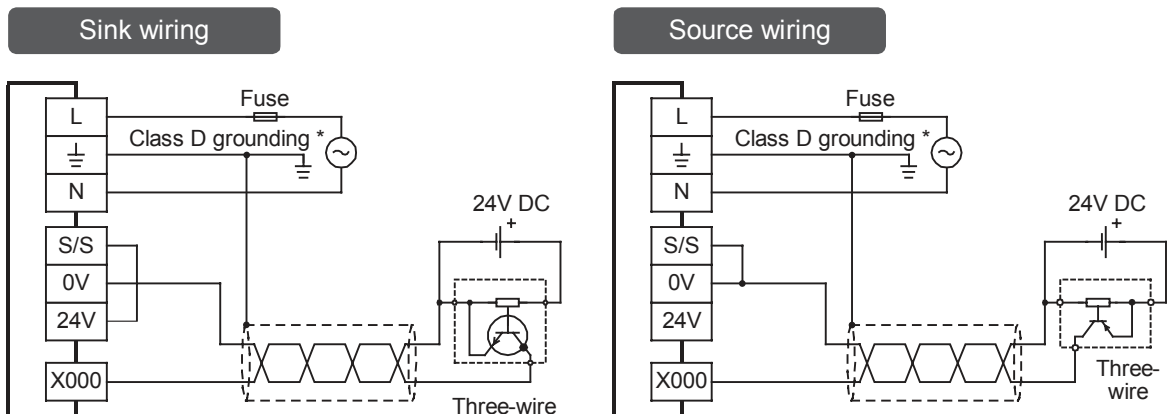 Sink wiring
L
Fuse
Class D grounding *
N
24V DC
+
S/S
0V
24V
X000
Three-wire
Source wiring
L
Fuse
Class D grounding *
N
24V DC
+
S/S
0V
24V
X000
Three-
wire